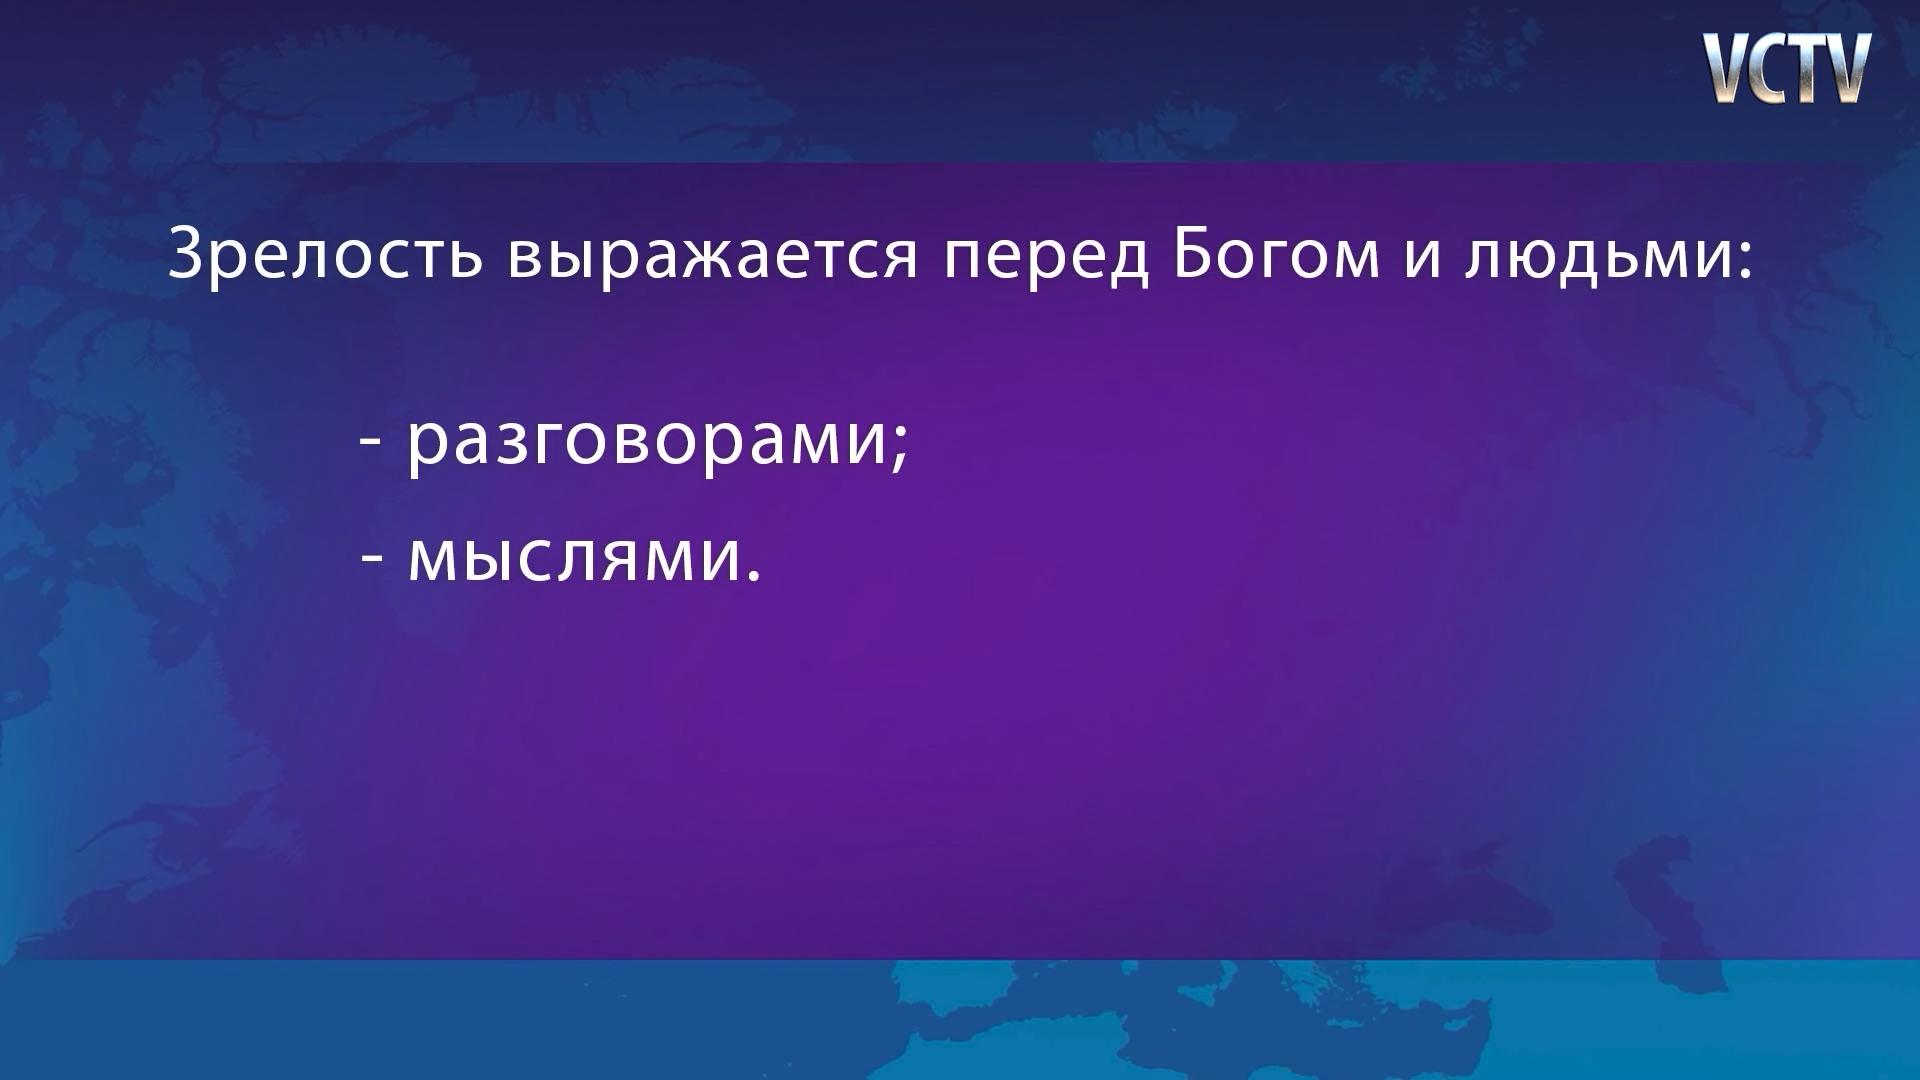 VCTV
Зрелость выражается перед Богом и людьми:
- разговорами;
- мыслями.